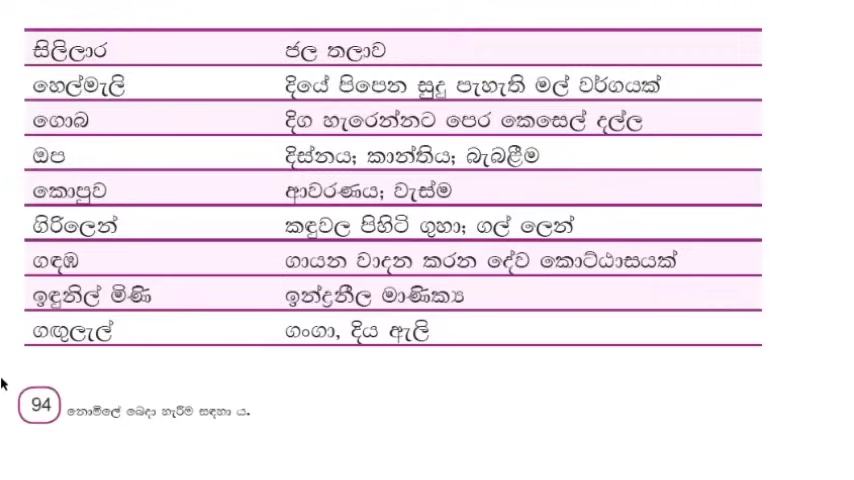 සිලිලාර ජල තලාව
හෙල්මැලි දියේ පිපෙන සුදු පැහැති මල් වර්ගයක්
ගොබ දිග හැරෙන්නට පෙර කෙසෙල් දල්ල
ඔප දිස්නය; කාන්තිය; බැබළීම
කොපුව ආවරණය; වැස්ම
ගිරිලෙන් කඳුවල පිහිටි ගුහා; ගල් ලෙන්
ගඳඹ ගායන වාදන කරන දේව කොට්ඨාසයක්
ඉඳුනිල් මිණි ඉන්ද්‍රනීල මාණික්‍ය
ගඟුලැල් ගංගා, දිය ඇලි
94 නොමිලේ බෙදා හැරීම සඳහා ය.